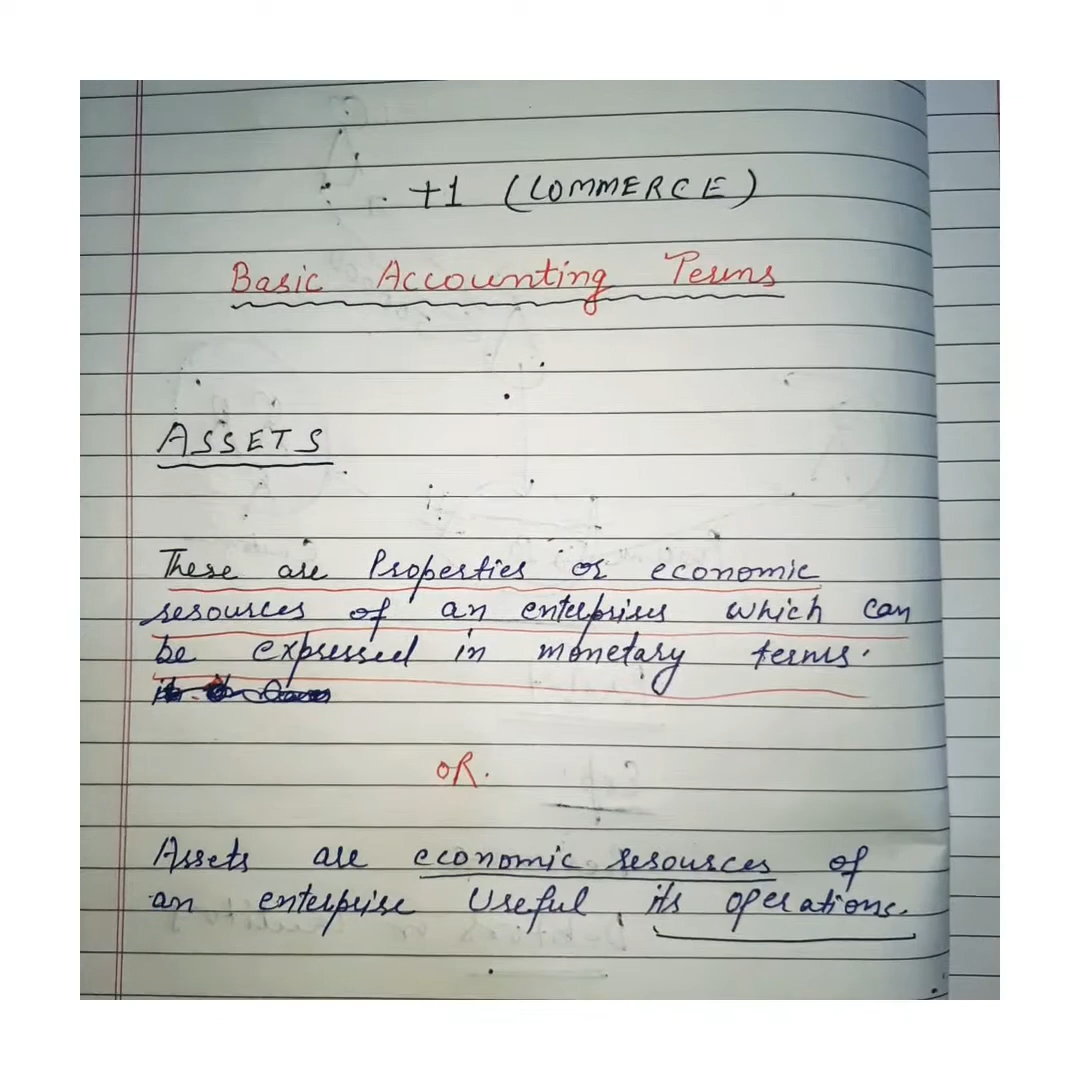 +1 (COMMERCE)
Basic Accounting Terms
ASSETS
These are Properties or economic
resources of an enterprises which can
be expressed in monetary terms.
OR.
Assets are economic resources of
an enterprise Useful its operations.